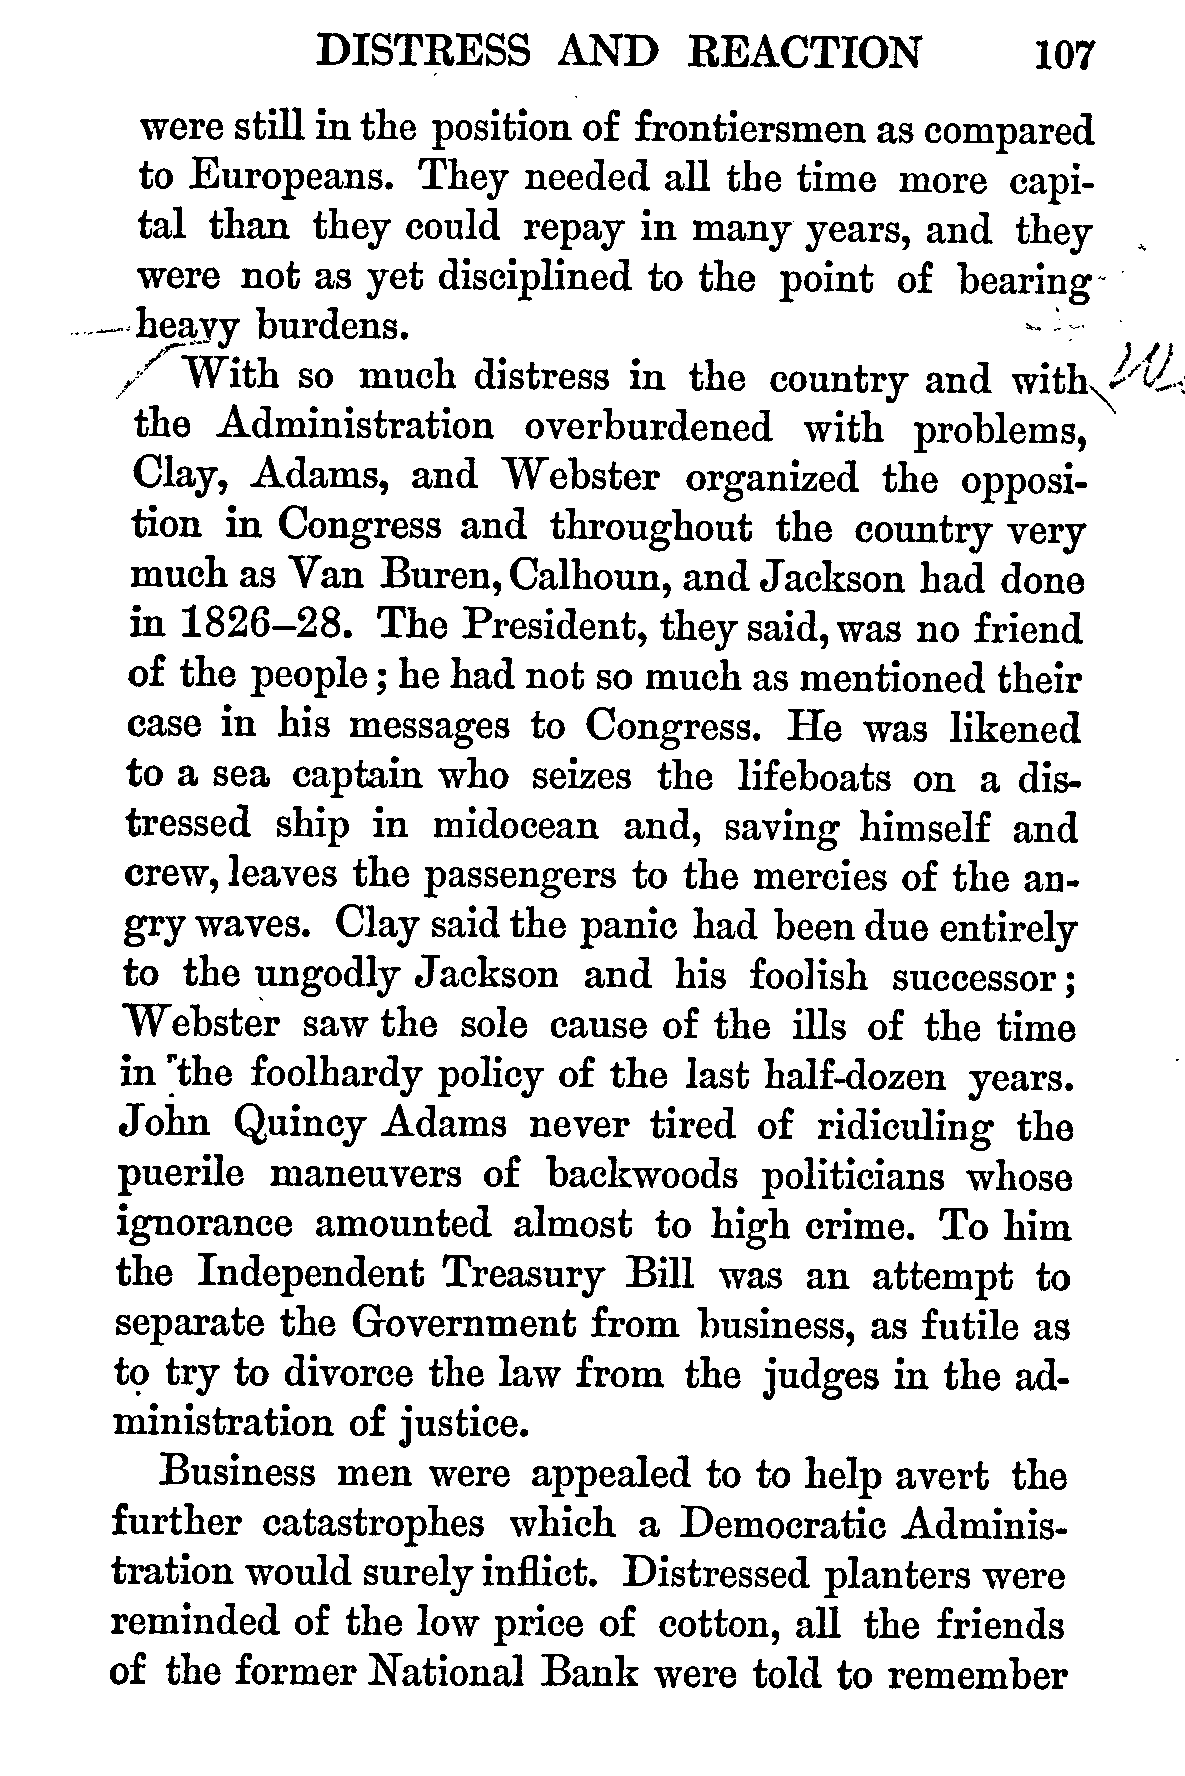 DISTRESS AND REACTION 107
were still in the position of frontiersmen as compared
to Europeans. They needed all the time more capi-
tal than they could repay in many years, and they
were not as yet disciplined to the point of bearing
heavy burdens.
With so much distress in the country and with
the Administration overburdened with problems,
Clay, Adams, and Webster organized the opposi-
tion in Congress and throughout the country very
much as Van Buren, Calhoun, and Jackson had done
in 1826–28. The President, they said, was no friend
of the people; he had not so much as mentioned their
case in his messages to Congress. He was likened
to a sea captain who seizes the lifeboats on a dis-
tressed ship in midocean and, saving himself and
crew, leaves the passengers to the mercies of the an-
gry waves. Clay said the panic had been due entirely
to the ungodly Jackson and his foolish successor;
Webster saw the sole cause of the ills of the time
in the foolhardy policy of the last half-dozen years.
John Quincy Adams never tired of ridiculing the
puerile maneuvers of backwoods politicians whose
ignorance amounted almost to high crime. To him
the Independent Treasury Bill was an attempt to
separate the Government from business, as futile as
to try to divorce the law from the judges in the ad-
ministration of justice.
Business men were appealed to to help avert the
further catastrophes which a Democratic Adminis-
tration would surely inflict. Distressed planters were
reminded of the low price of cotton, all the friends
of the former National Bank were told to remember